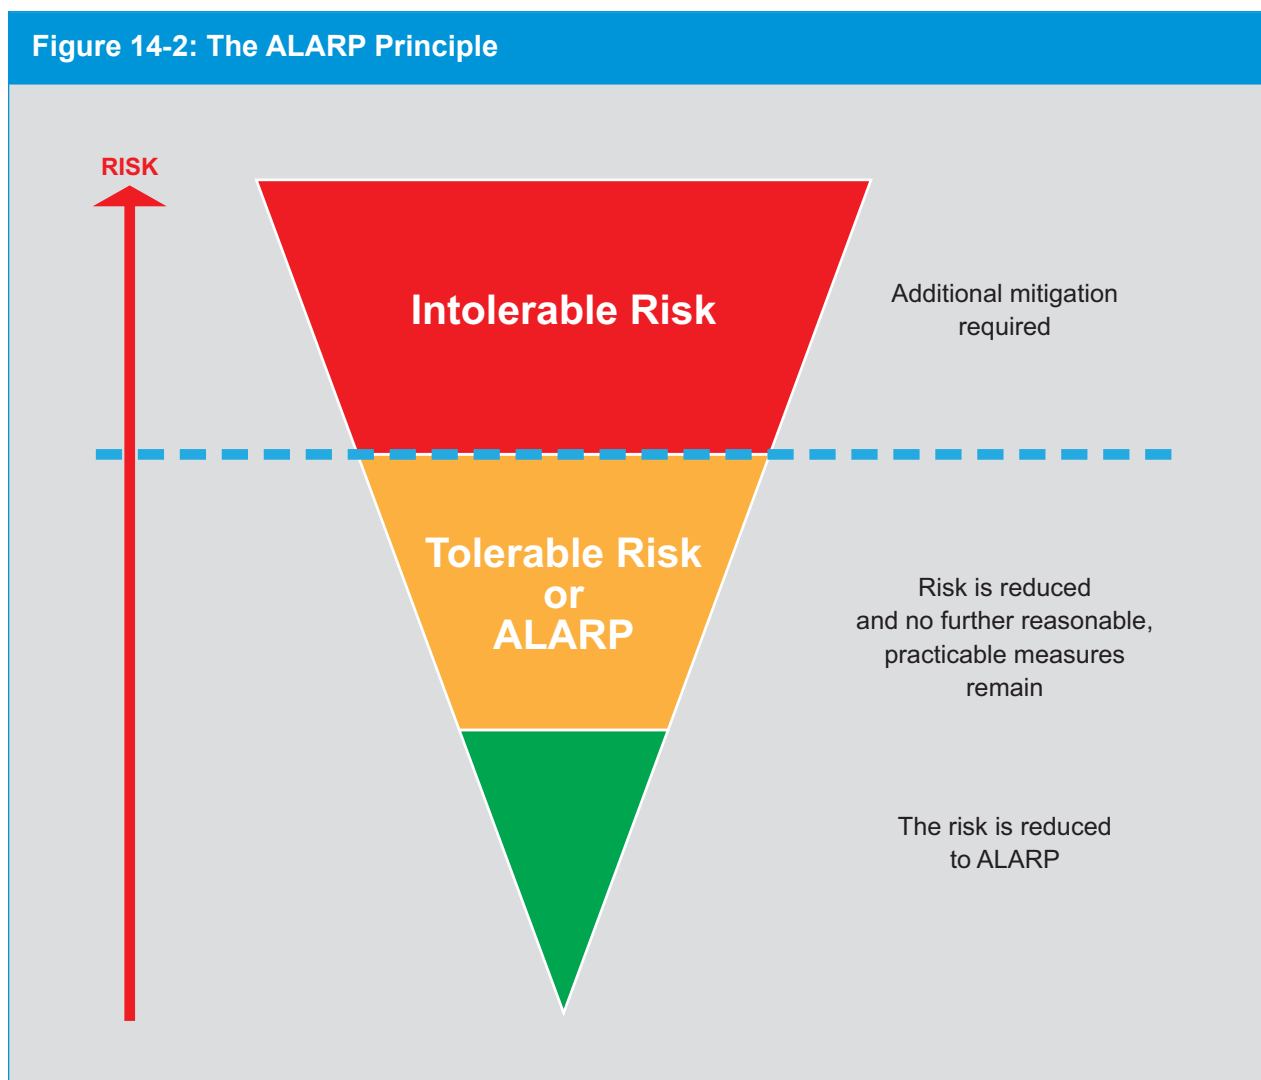 Figure 14-2: The ALARP Principle
RISK
Intolerable Risk
Additional mitigation
required
Tolerable Risk
or
ALARP
Risk is reduced
and no further reasonable,
practicable measures
remain
The risk is reduced
to ALARP